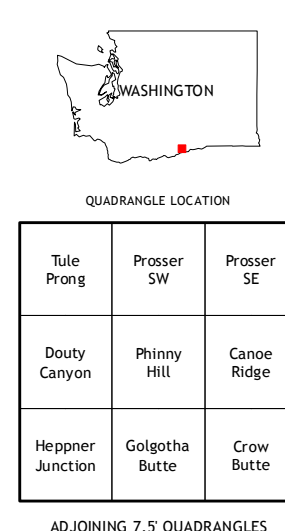 WASHINGTON
QUADRANGLE LOCATION
Tule
Prong
Prosser
SW
Prosser
SE
Douty
Canyon
Phinny
Hill
Canoe
Ridge
Heppner
Junction
Golgotha
Butte
Crow
Butte
ADJOINING 7.5' QUADRANGLES